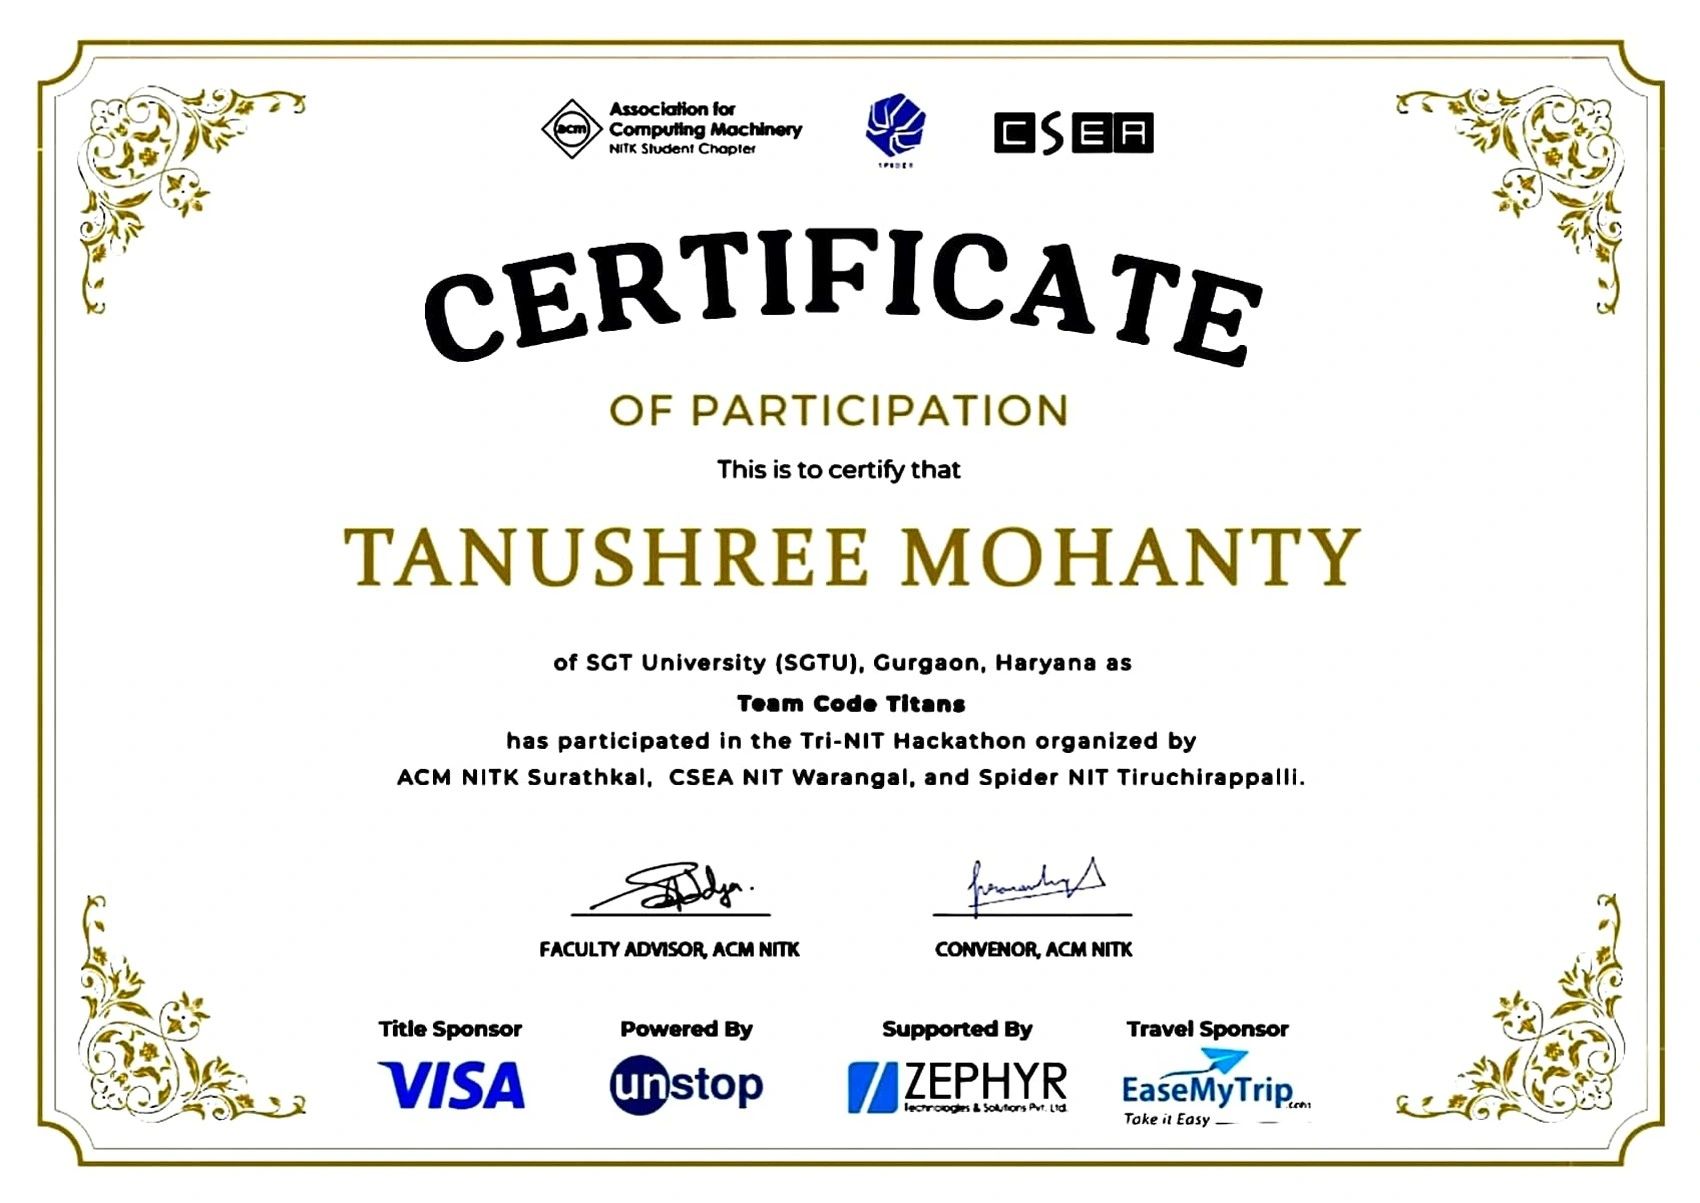 acm
Association for
Computing Machinery
NITK Student Chapter
SPIDER
CSEA
CERTIFICATE
OF PARTICIPATION
This is to certify that
TANUSHREE MOHANTY
of SGT University (SGTU), Gurgaon, Haryana as
Team Code Titans
has participated in the Tri-NIT Hackathon organized by
ACM NITK Surathkal, CSEA NIT Warangal, and Spider NIT Tiruchirappalli.
FACULTY ADVISOR, ACM NITK
CONVENOR, ACM NITK
Title Sponsor
VISA
Powered By
unstop
Supported By
ZEPHYR
Technologies & Solutions Pvt. Ltd.
Travel Sponsor
EaseMyTrip.com
Take it Easy